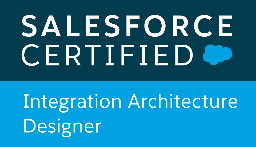 SALESFORCE
CERTIFIED
Integration Architecture
Designer